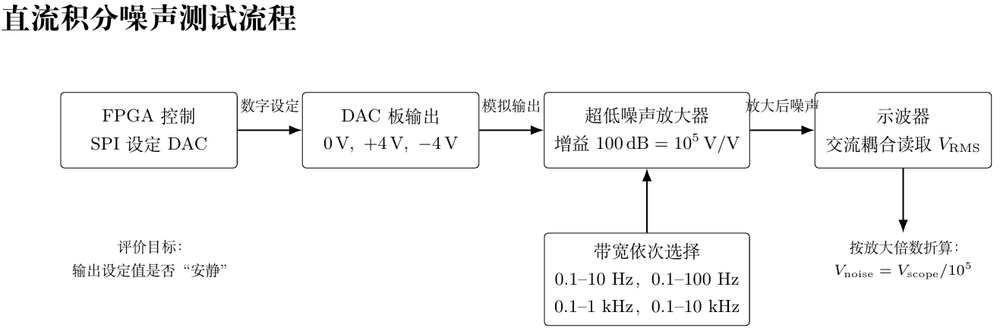 直流积分噪声测试流程
FPGA 控制
SPI 设定 DAC
数字设定
DAC 板输出
0 V, +4 V, −4 V
模拟输出
超低噪声放大器
增益 100 dB = 10⁵ V/V
放大后噪声
示波器
交流耦合读取 V_RMS
评价目标：
输出设定值是否“安静”
带宽依次选择
0.1–10 Hz，0.1–100 Hz
0.1–1 kHz，0.1–10 kHz
按放大倍数折算：
V_noise = V_scope/10⁵